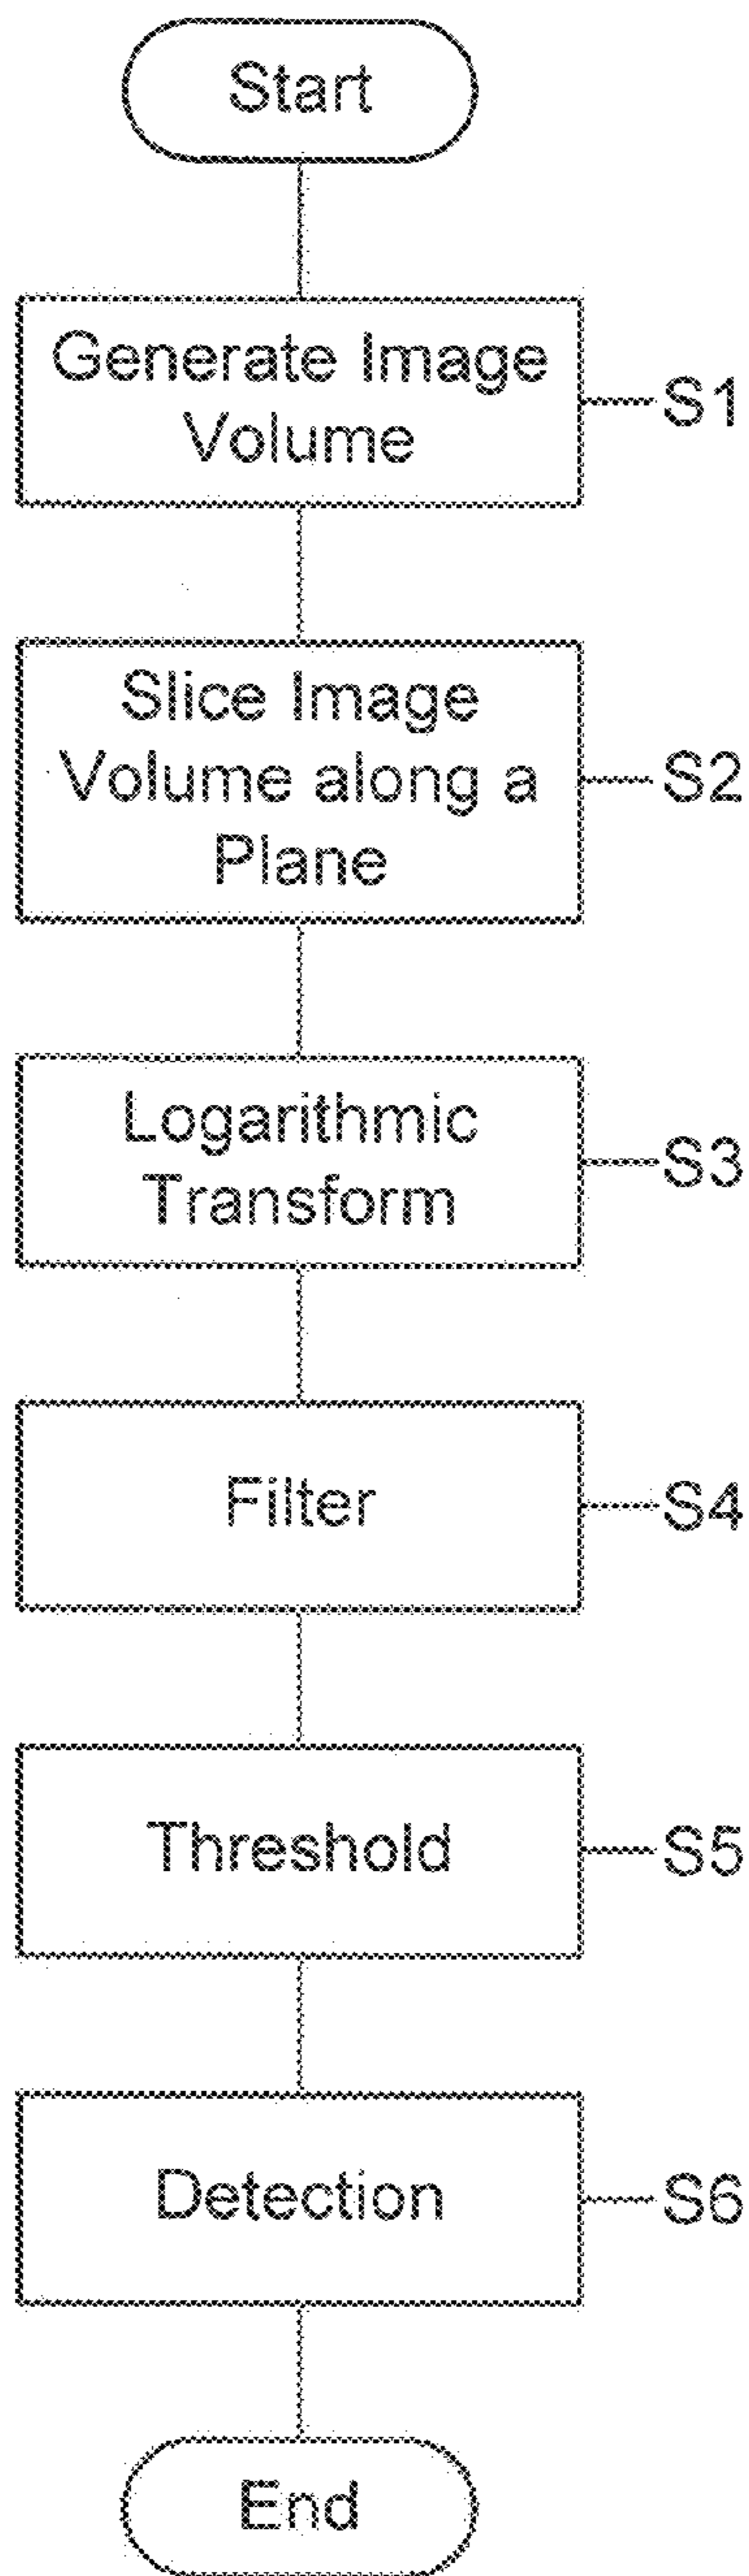 Start
Generate Image
Volume
S1
Slice Image
Volume along a
Plane
S2
Logarithmic
Transform
S3
Filter
S4
Threshold
S5
Detection
S6
End